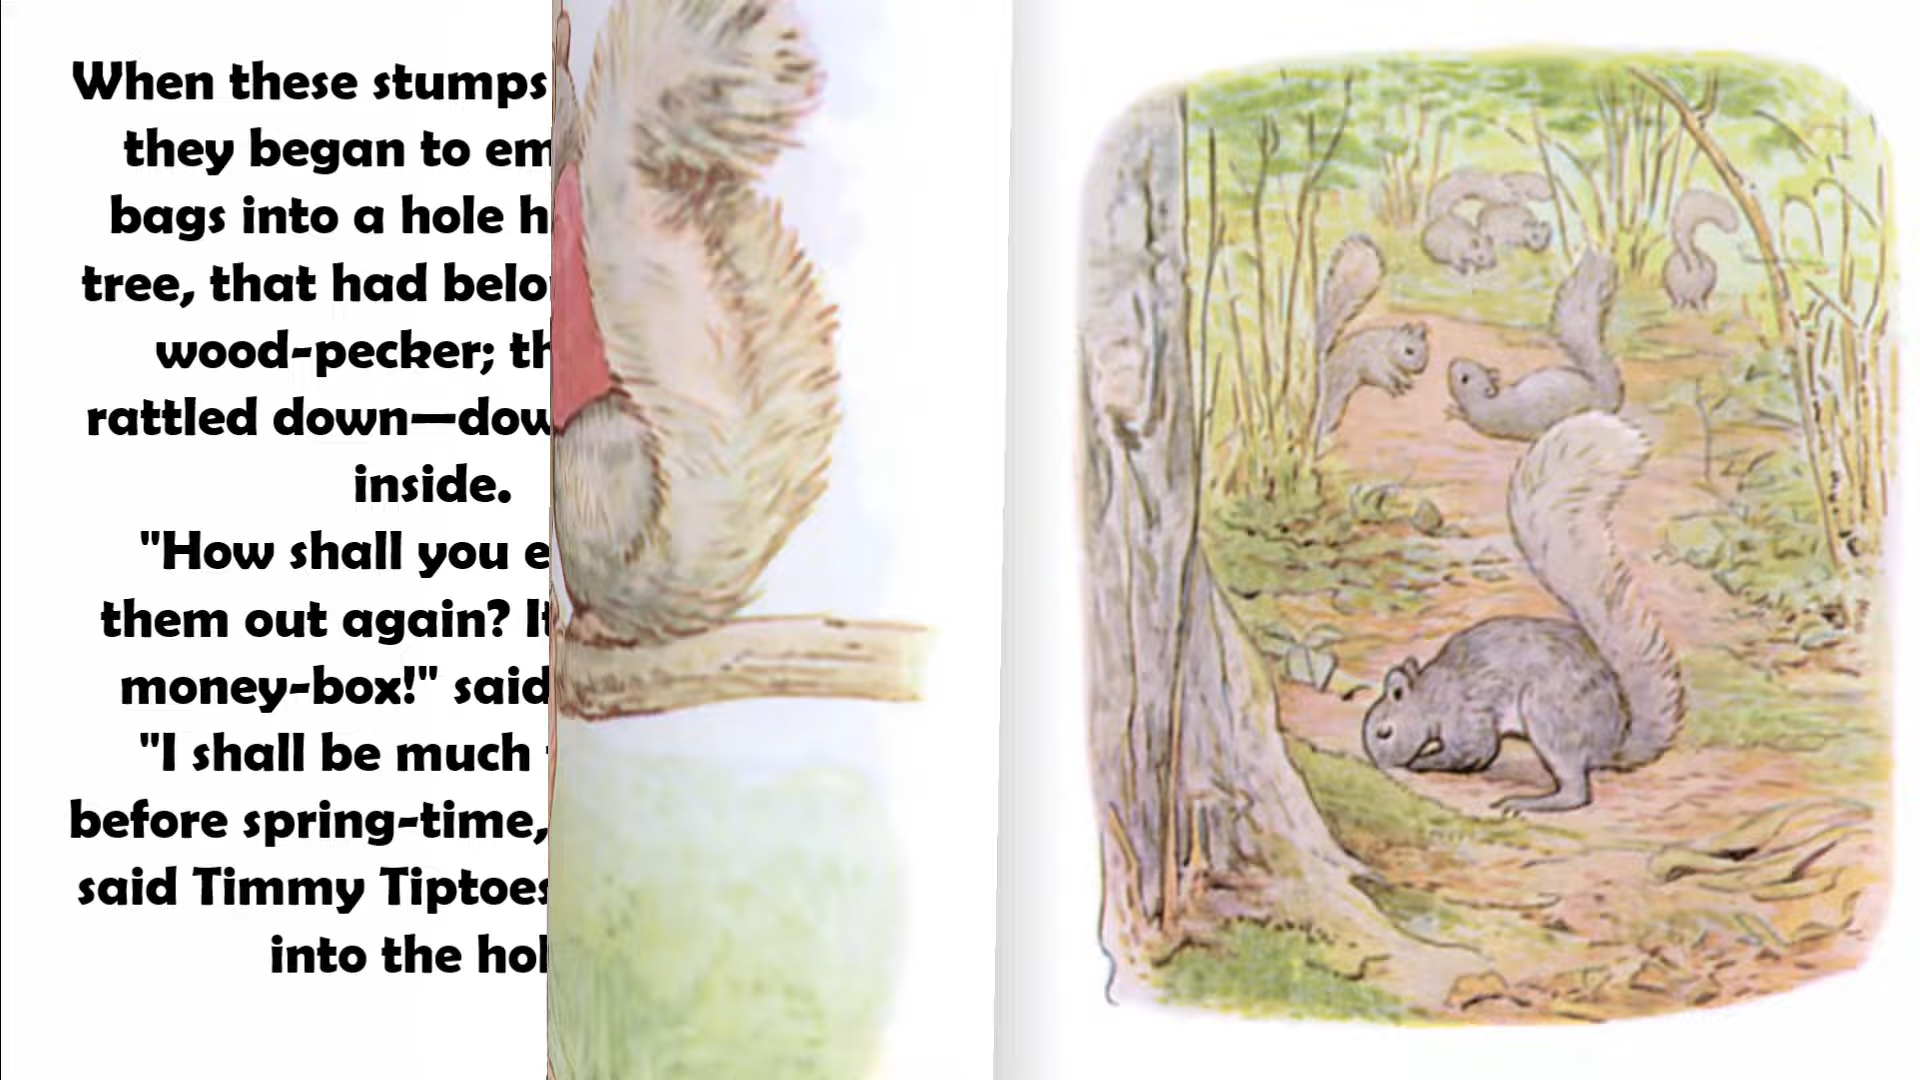 When these stumps
they began to em
bags into a hole h
tree, that had belo
wood-pecker; th
rattled down—dow
inside.
"How shall you e
them out again? It
money-box!" said
"I shall be much
before spring-time,
said Timmy Tiptoes
into the hol